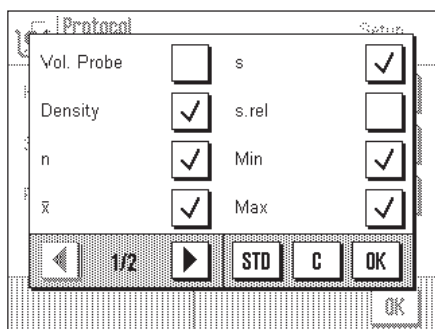 Protocol Setup
Vol. Probe s
Density s.rel
n Min
x̄ Max
1/2 STD C OK
OK